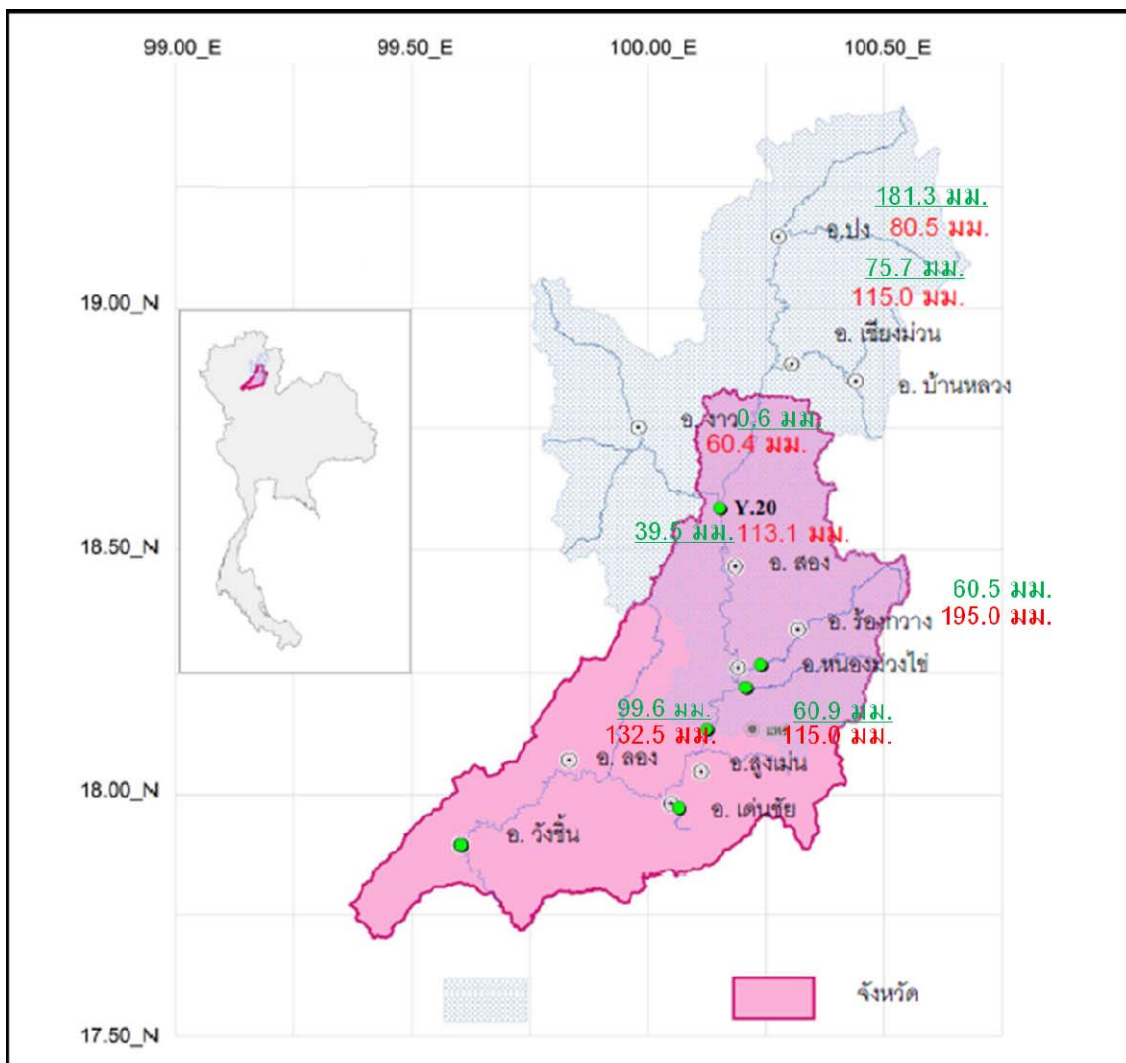 99.00_E 99.50_E 100.00_E 100.50_E
181.3 มม.
อ.ปง 80.5 มม.
75.7 มม.
19.00_N 115.0 มม.
อ. เชียงม่วน
อ. บ้านหลวง
อ. งาว 0.6 มม.
60.4 มม.
Y.20
18.50_N 39.5 มม. 113.1 มม.
อ. สอง
60.5 มม.
อ. ร้องกวาง 195.0 มม.
อ.หนองม่วงไข่
99.6 มม. 60.9 มม.
132.5 มม. 115.0 มม.
อ. ลอง อ.สูงเม่น
18.00_N
อ. เด่นชัย
อ. วังชิ้น
จังหวัด
17.50_N